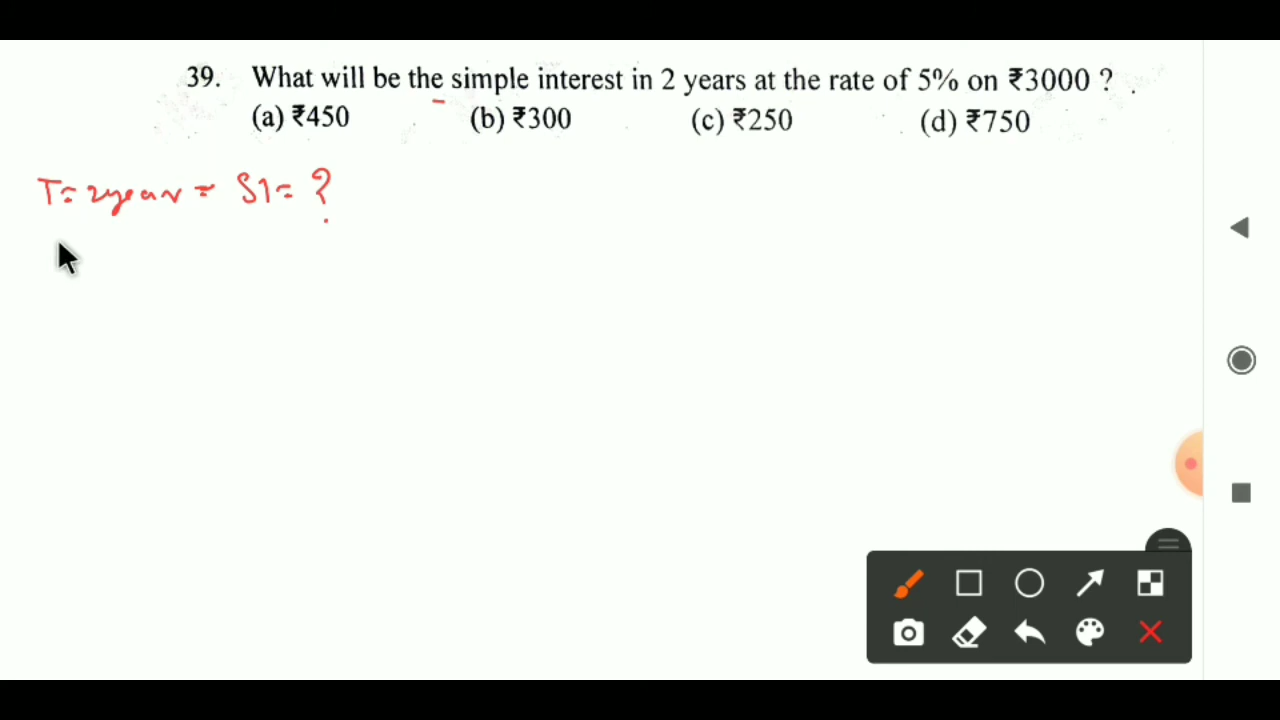 39. What will be the simple interest in 2 years at the rate of 5% on ₹3000 ?
(a) ₹450 (b) ₹300 (c) ₹250 (d) ₹750
T= 2year = SI= ?